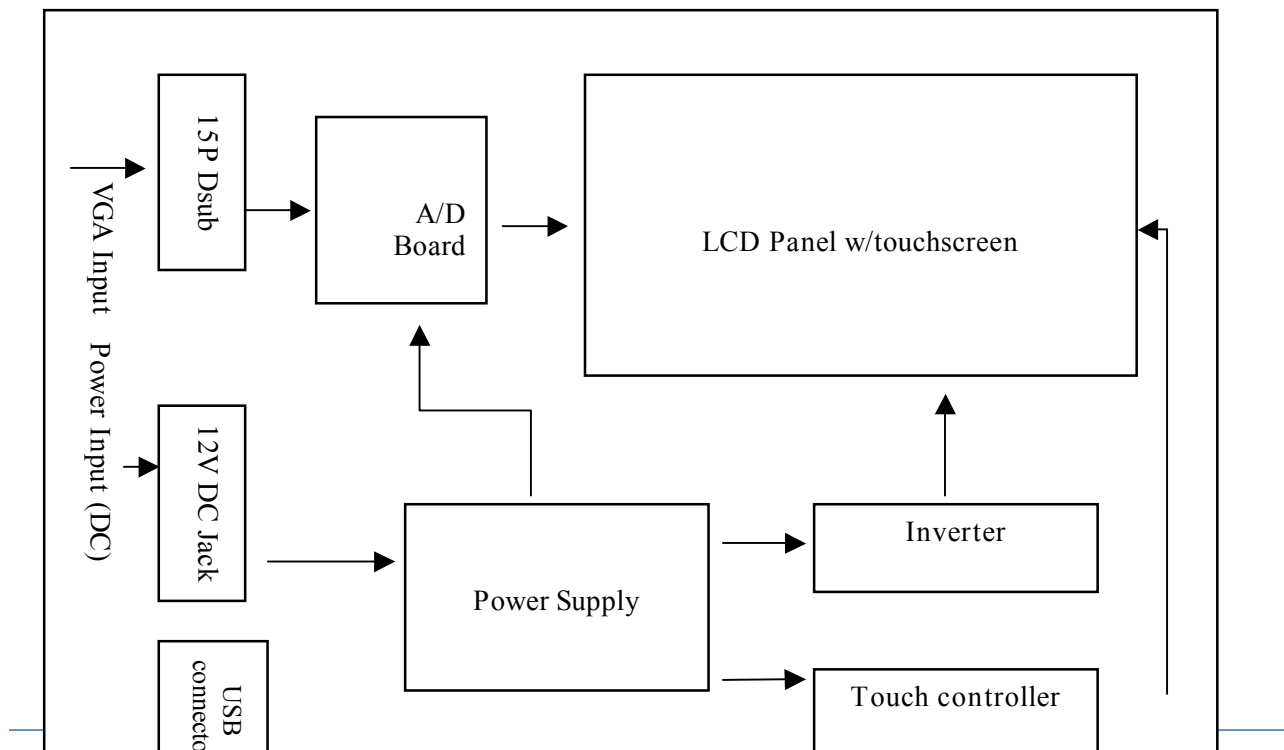 VGA Input
15P Dsub
A/D
Board
LCD Panel w/touchscreen
Power Input (DC)
12V DC Jack
Power Supply
Inverter
USB
Touch controller